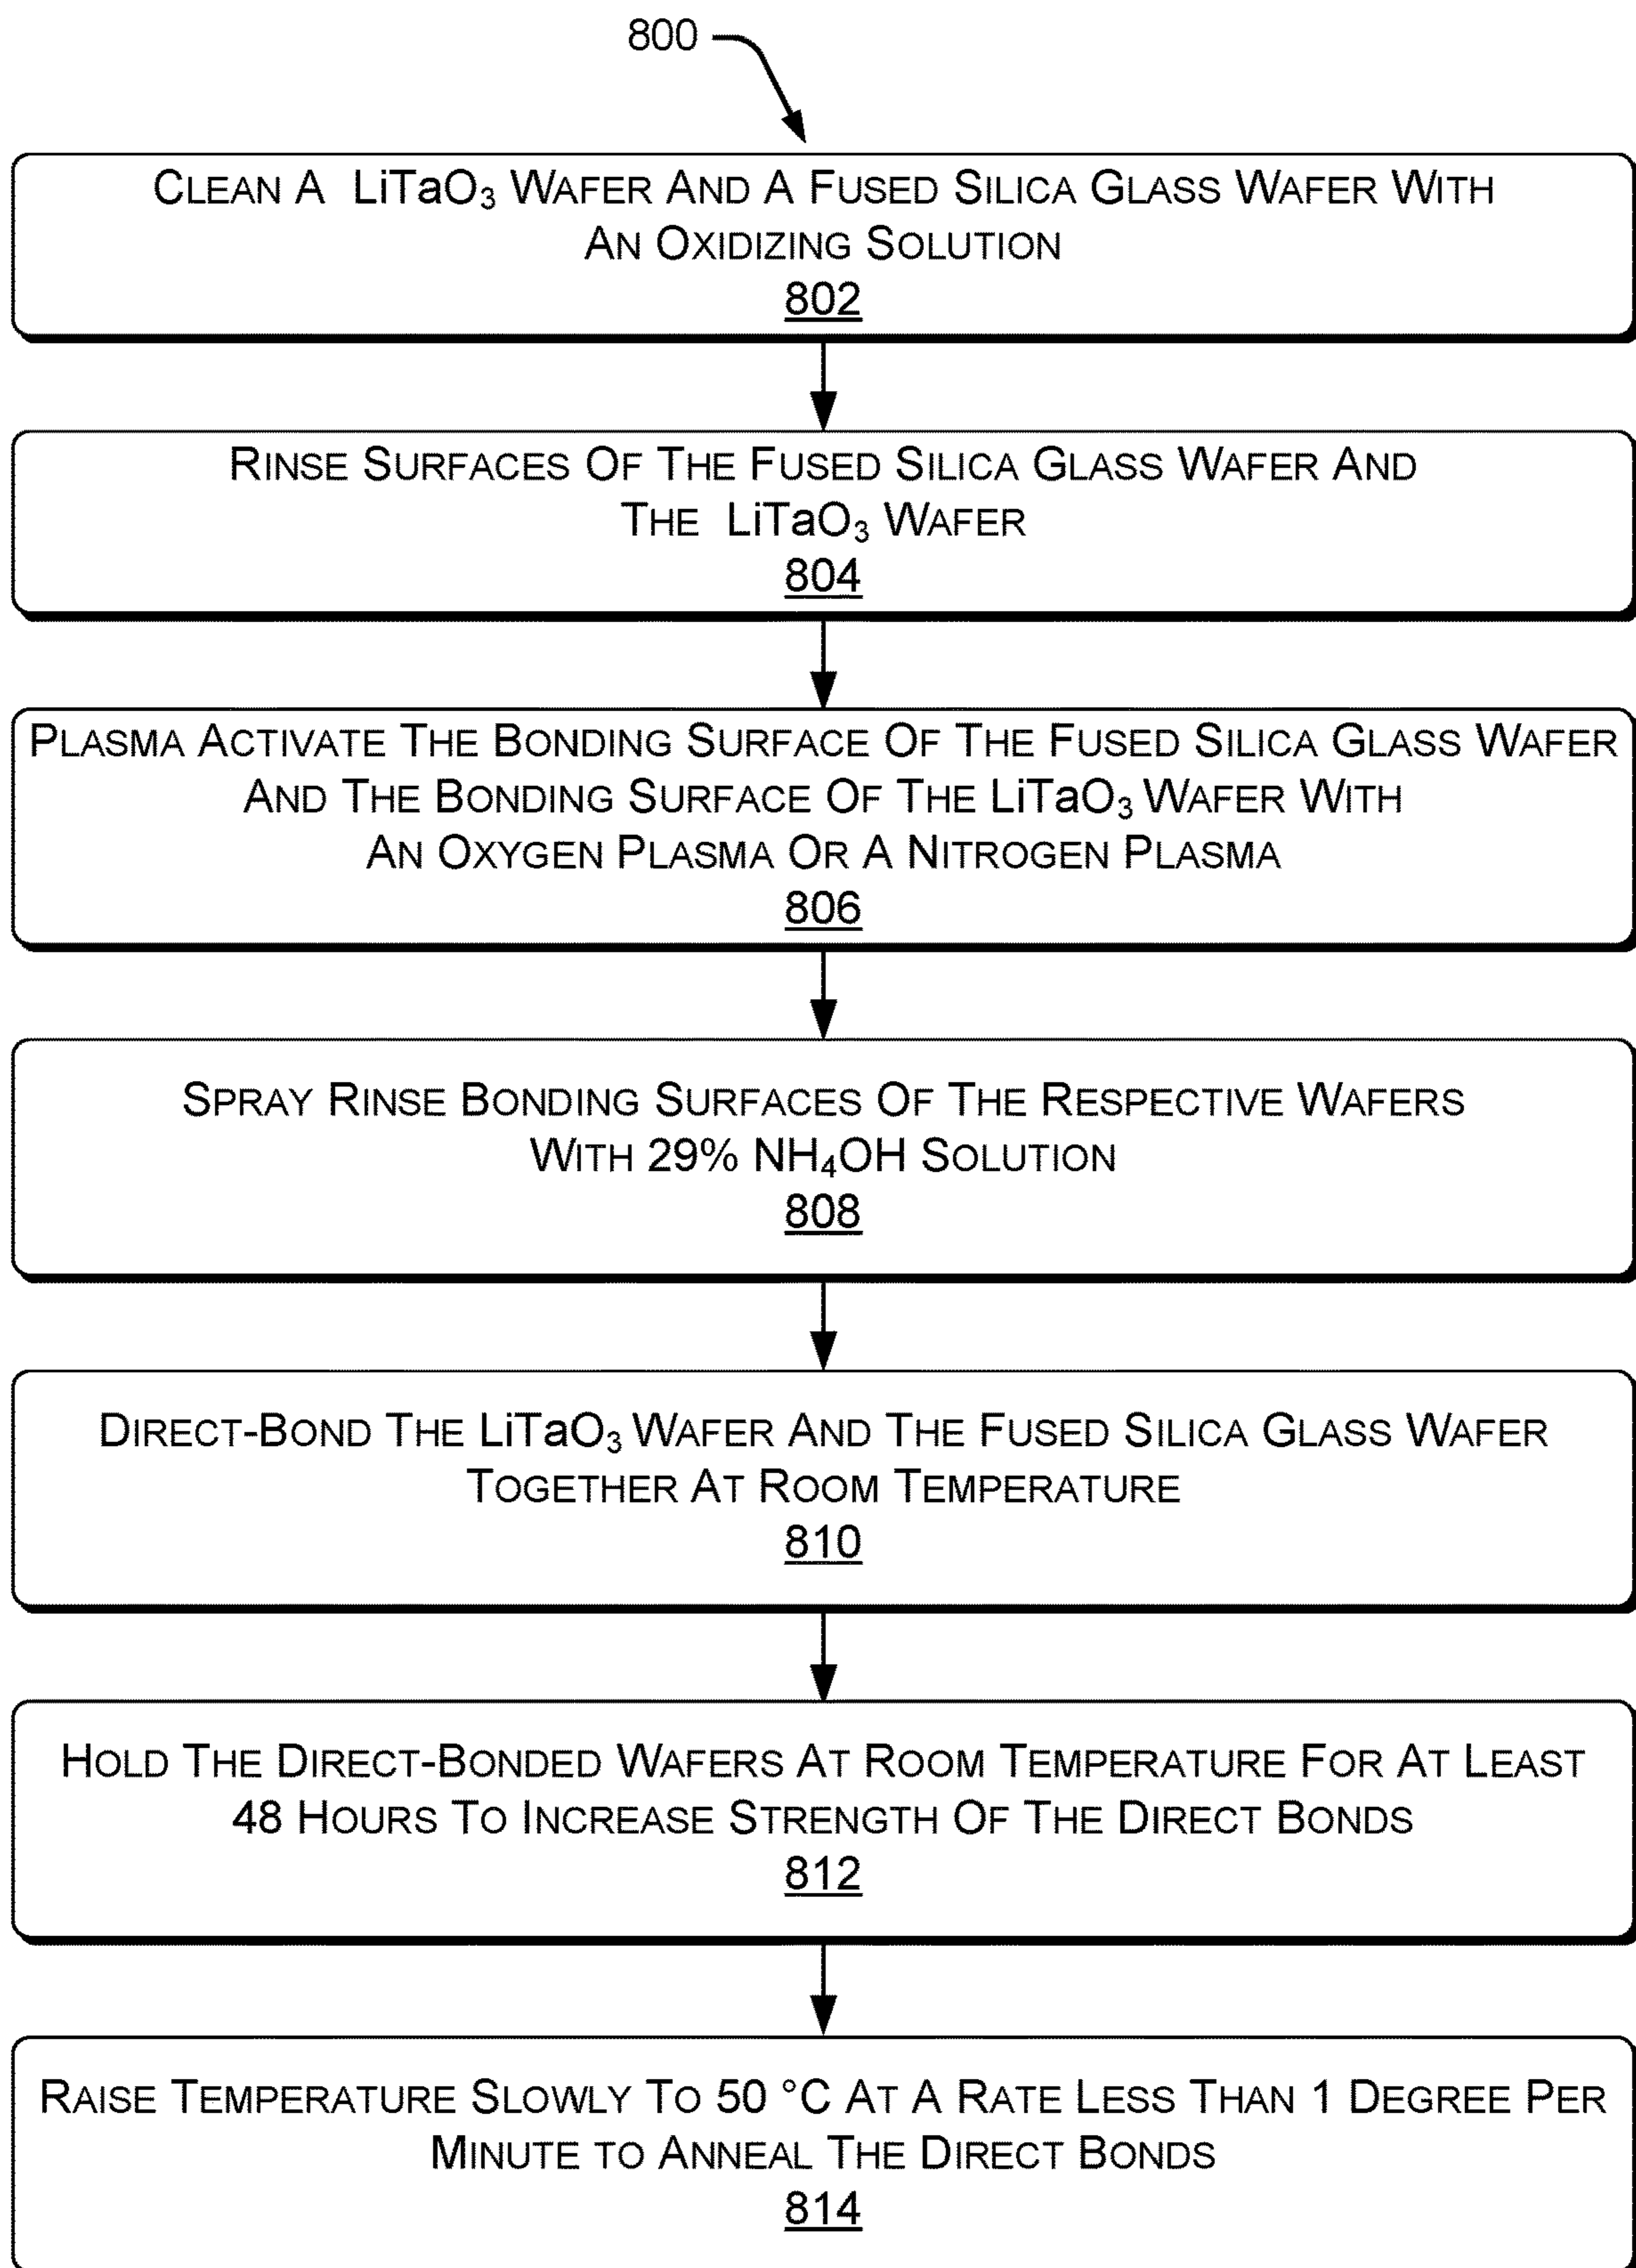 800
CLEAN A LiTaO₃ WAFER AND A FUSED SILICA GLASS WAFER WITH
AN OXIDIZING SOLUTION
802
RINSE SURFACES OF THE FUSED SILICA GLASS WAFER AND
THE LiTaO₃ WAFER
804
PLASMA ACTIVATE THE BONDING SURFACE OF THE FUSED SILICA GLASS WAFER
AND THE BONDING SURFACE OF THE LiTaO₃ WAFER WITH
AN OXYGEN PLASMA OR A NITROGEN PLASMA
806
SPRAY RINSE BONDING SURFACES OF THE RESPECTIVE WAFERS
WITH 29% NH₄OH SOLUTION
808
DIRECT-BOND THE LiTaO₃ WAFER AND THE FUSED SILICA GLASS WAFER
TOGETHER AT ROOM TEMPERATURE
810
HOLD THE DIRECT-BONDED WAFERS AT ROOM TEMPERATURE FOR AT LEAST
48 HOURS TO INCREASE STRENGTH OF THE DIRECT BONDS
812
RAISE TEMPERATURE SLOWLY TO 50 °C AT A RATE LESS THAN 1 DEGREE PER
MINUTE TO ANNEAL THE DIRECT BONDS
814